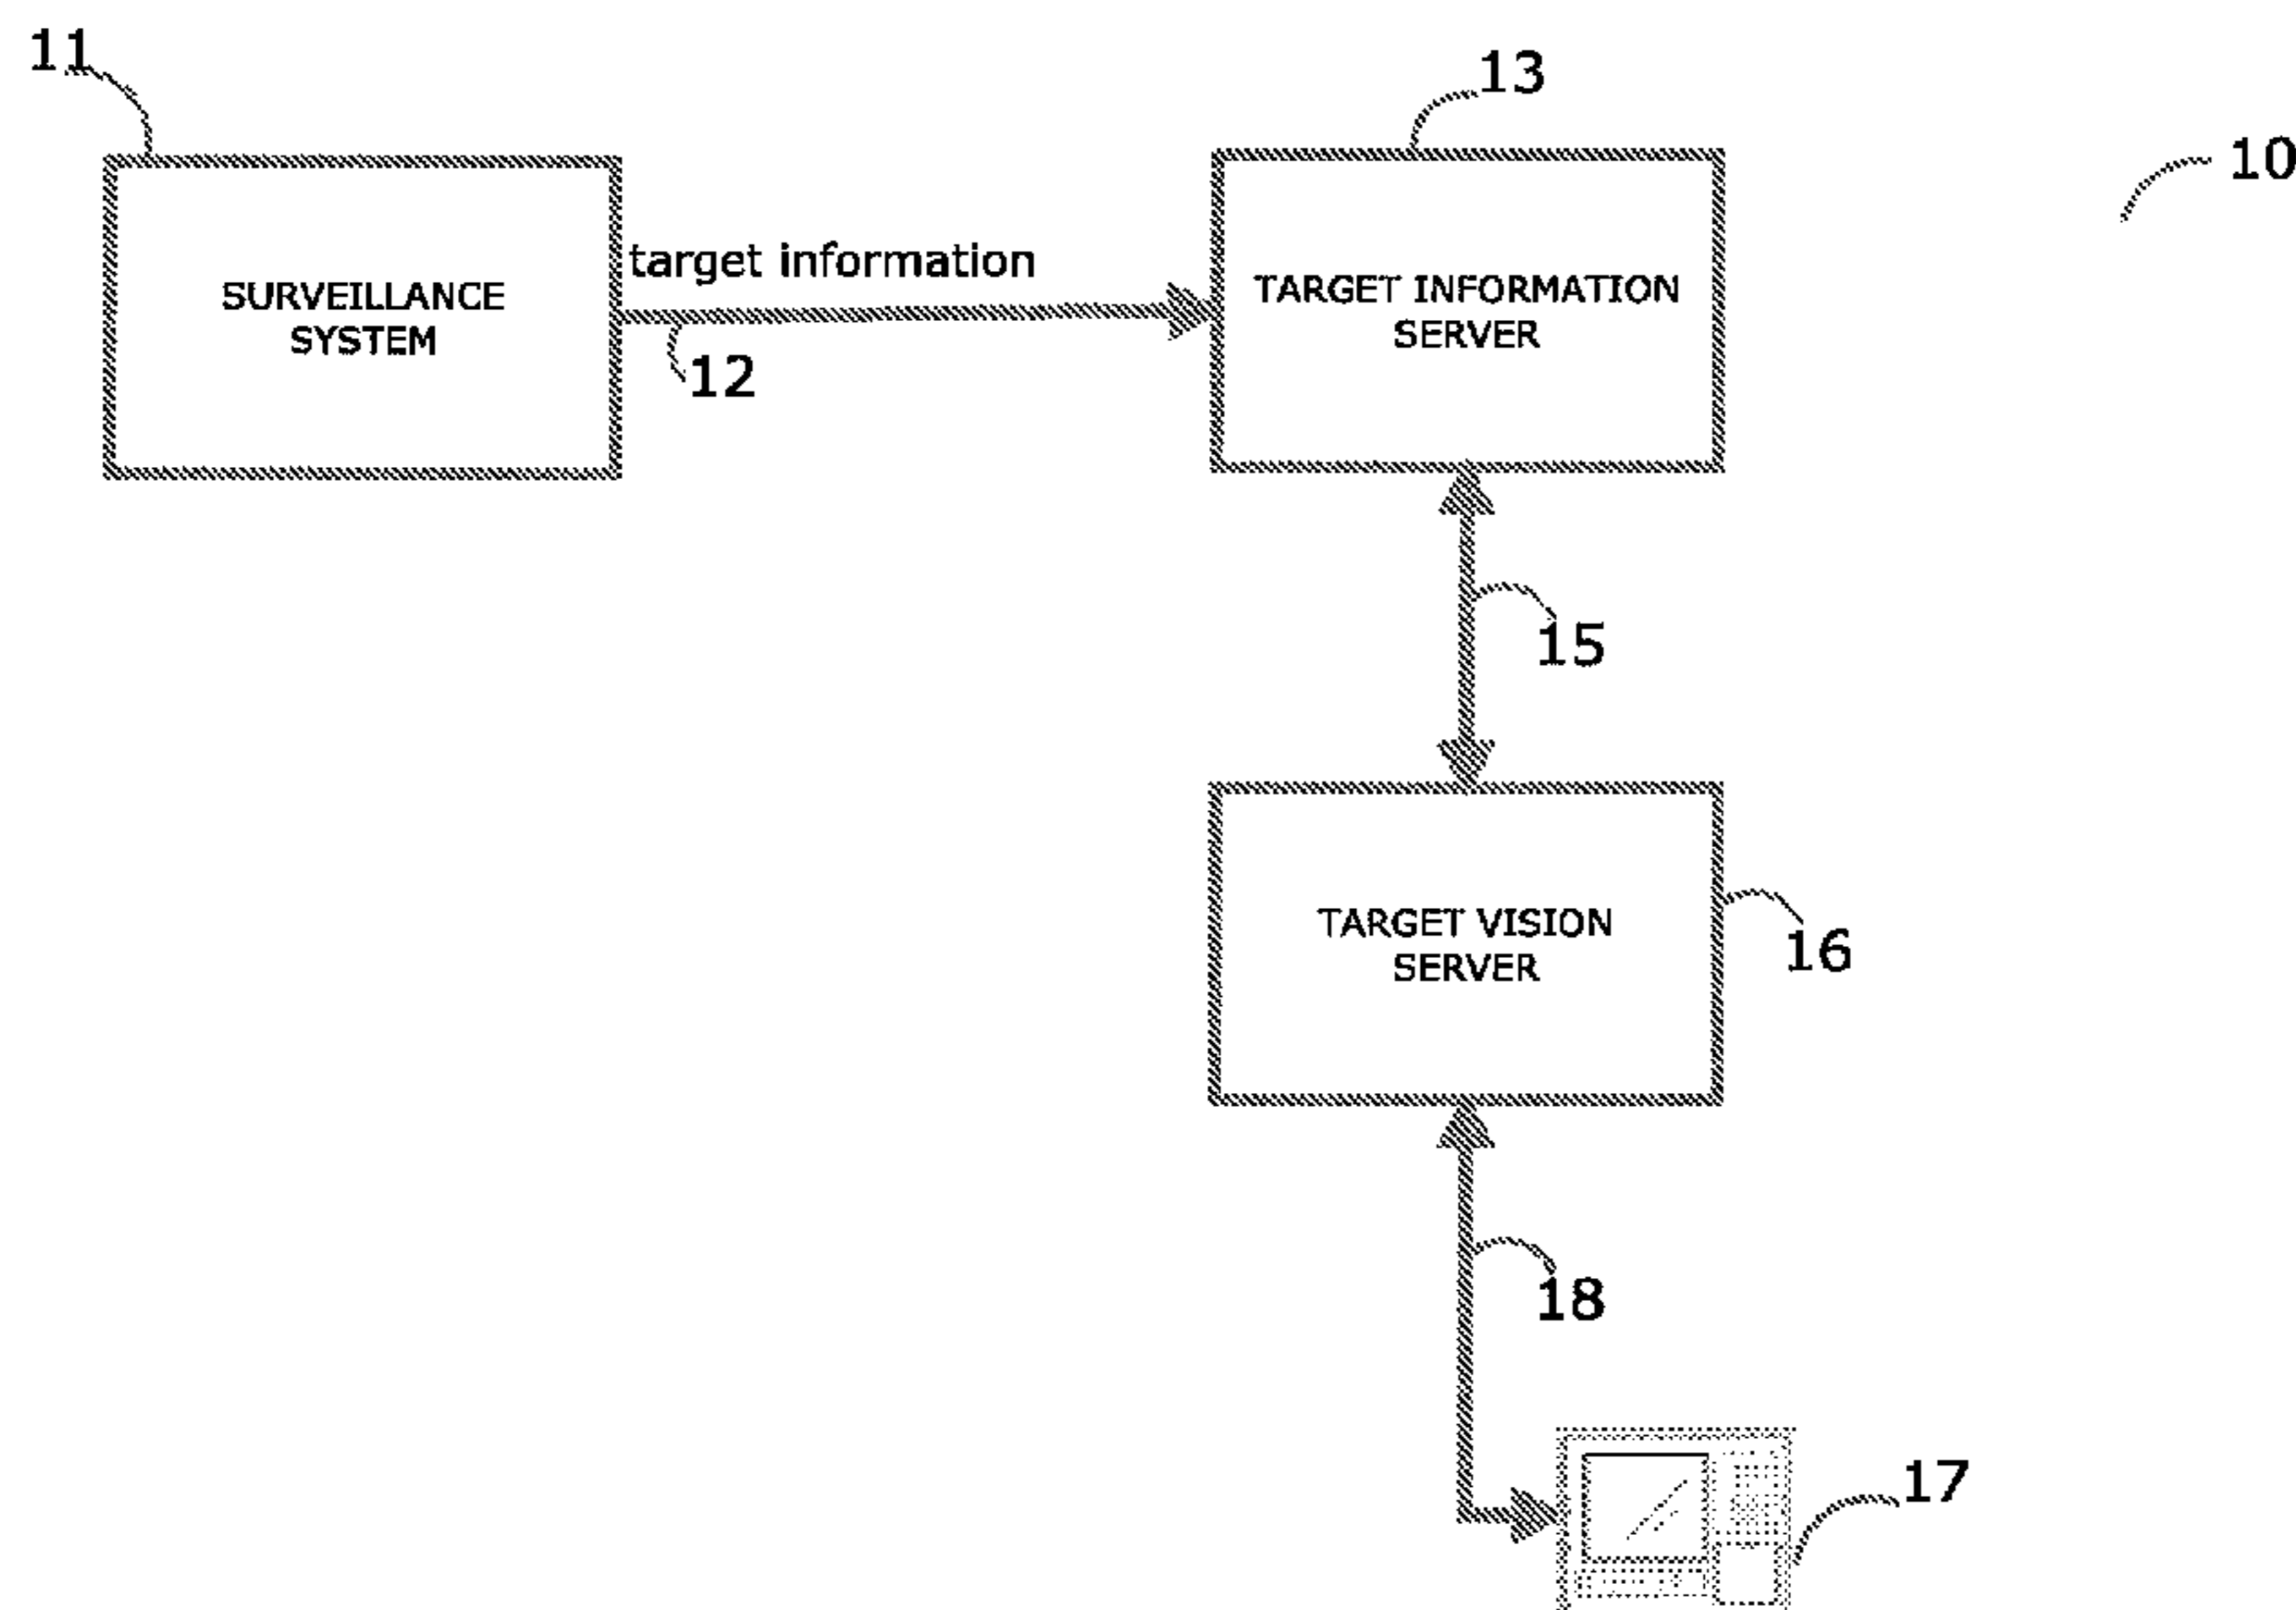 11
13
10
target information
SURVEILLANCE
SYSTEM
TARGET INFORMATION
SERVER
12
15
TARGET VISION
SERVER
16
18
17